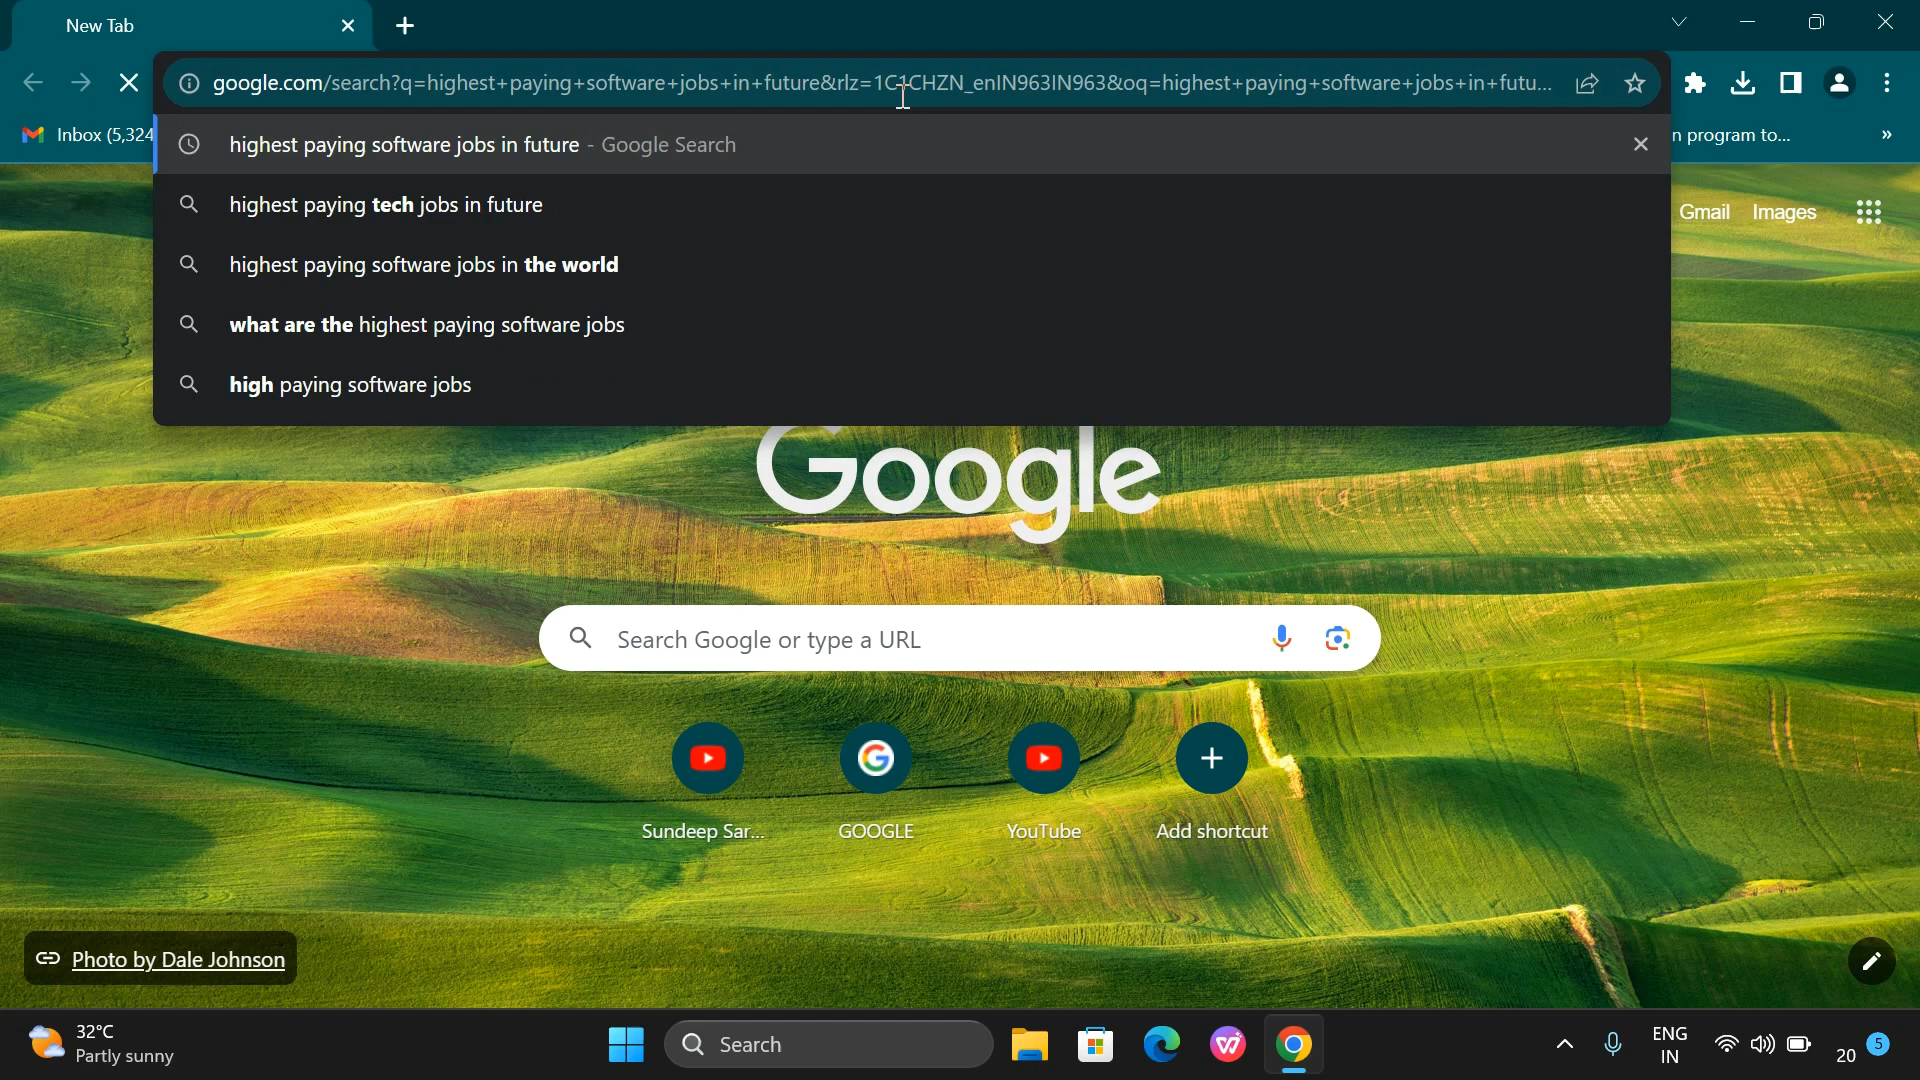 New Tab
google.com/search?q=highest+paying+software+jobs+in+future&rlz=1C1CHZN_enIN963IN963&oq=highest+paying+software+jobs+in+futu...
Inbox (5,324
n program to...
»
highest paying software jobs in future - Google Search
highest paying tech jobs in future
highest paying software jobs in the world
what are the highest paying software jobs
high paying software jobs
Gmail Images
Google
Search Google or type a URL
Sundeep Sar... GOOGLE YouTube Add shortcut
Photo by Dale Johnson
32°C
Partly sunny
Search
ENG
IN
20
5